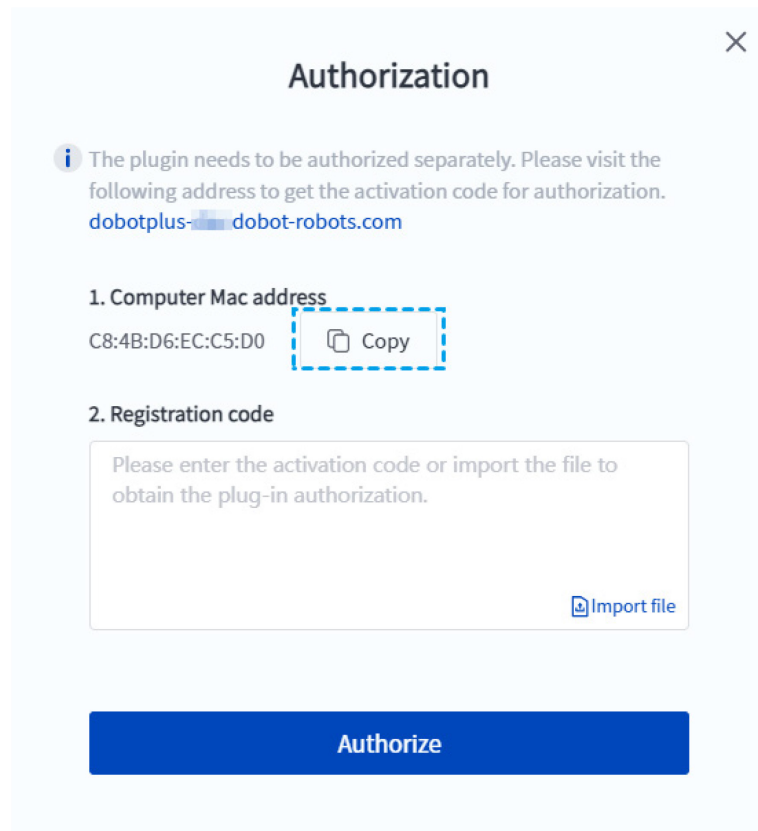 Authorization
The plugin needs to be authorized separately. Please visit the
following address to get the activation code for authorization.
dobotplus- dobot-robots.com
1. Computer Mac address
C8:4B:D6:EC:C5:D0
Copy
2. Registration code
Please enter the activation code or import the file to
obtain the plug-in authorization.
Import file
Authorize